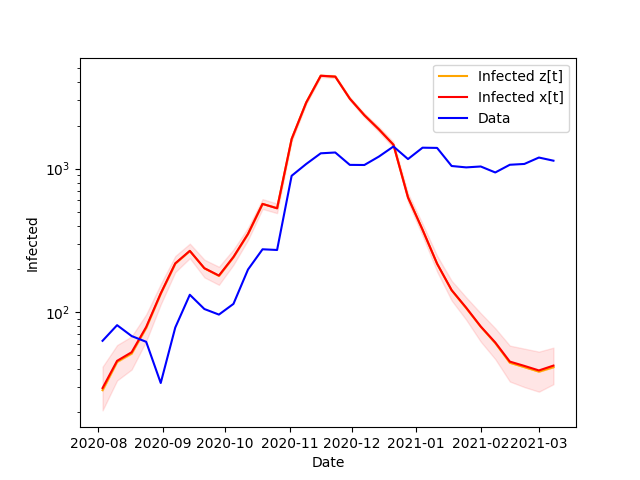 Infected z[t]
Infected x[t]
Data
10^3
10^2
Infected
2020-08
2020-09
2020-10
2020-11
2020-12
2021-01
2021-02
2021-03
Date